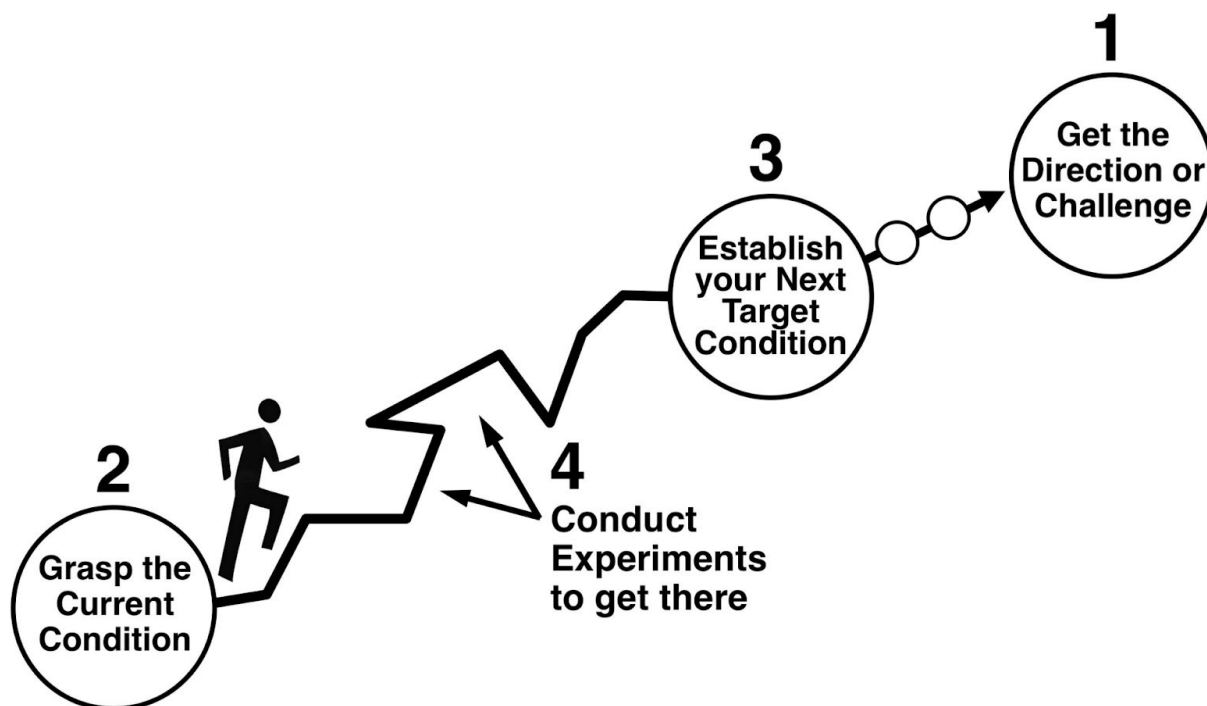 1
Get the
Direction or
Challenge
2
Grasp the
Current
Condition
3
Establish
your Next
Target
Condition
4
Conduct
Experiments
to get there